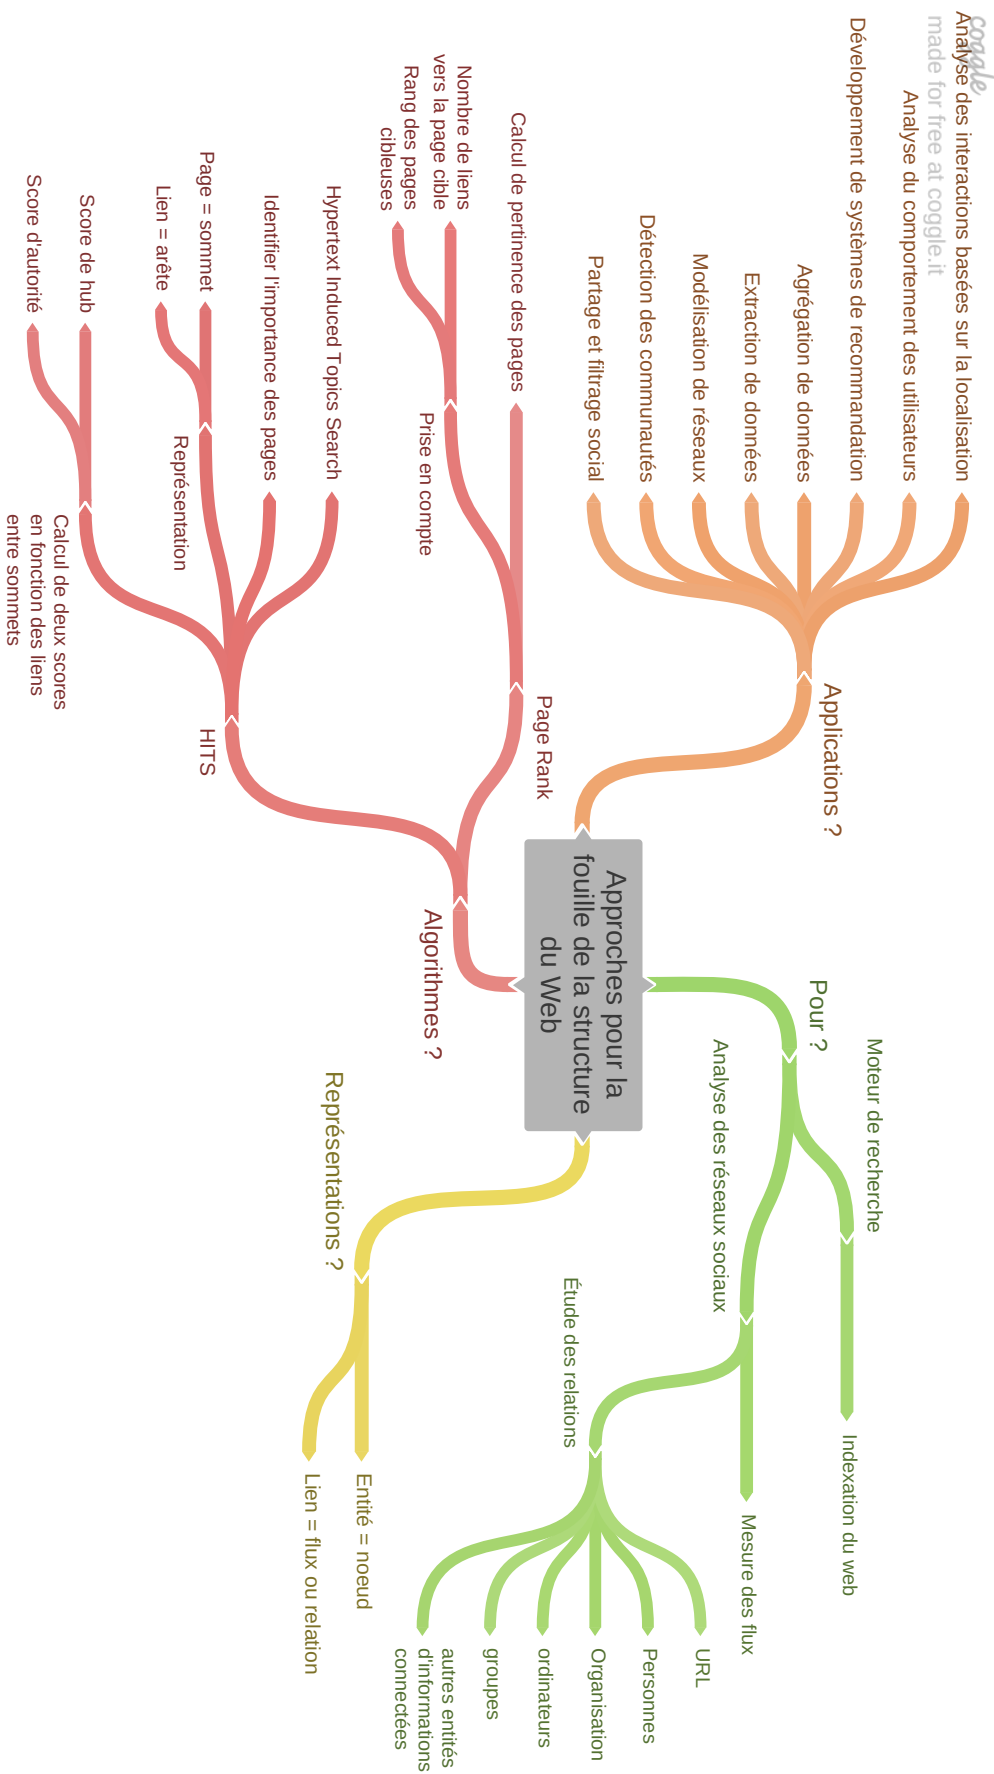 coggle
made for free at coggle.it
Approches pour la
fouille de la structure
du Web
Pour ?
Moteur de recherche
Indexation du web
Analyse des réseaux sociaux
Mesure des flux
Étude des relations
URL
Personnes
Organisation
ordinateurs
groupes
autres entités
d'informations
connectées
Représentations ?
Entité = noeud
Lien = flux ou relation
Applications ?
Analyse des interactions basées sur la localisation
Analyse du comportement des utilisateurs
Développement de systèmes de recommandation
Agrégation de données
Extraction de données
Modélisation de réseaux
Détection des communautés
Partage et filtrage social
Algorithmes ?
Page Rank
Calcul de pertinence des pages
Prise en compte
Nombre de liens
vers la page cible
Rang des pages
cibleuses
HITS
Hypertext Induced Topics Search
Identifier l'importance des pages
Représentation
Page = sommet
Lien = arête
Calcul de deux scores
en fonction des liens
entre sommets
Score de hub
Score d'autorité